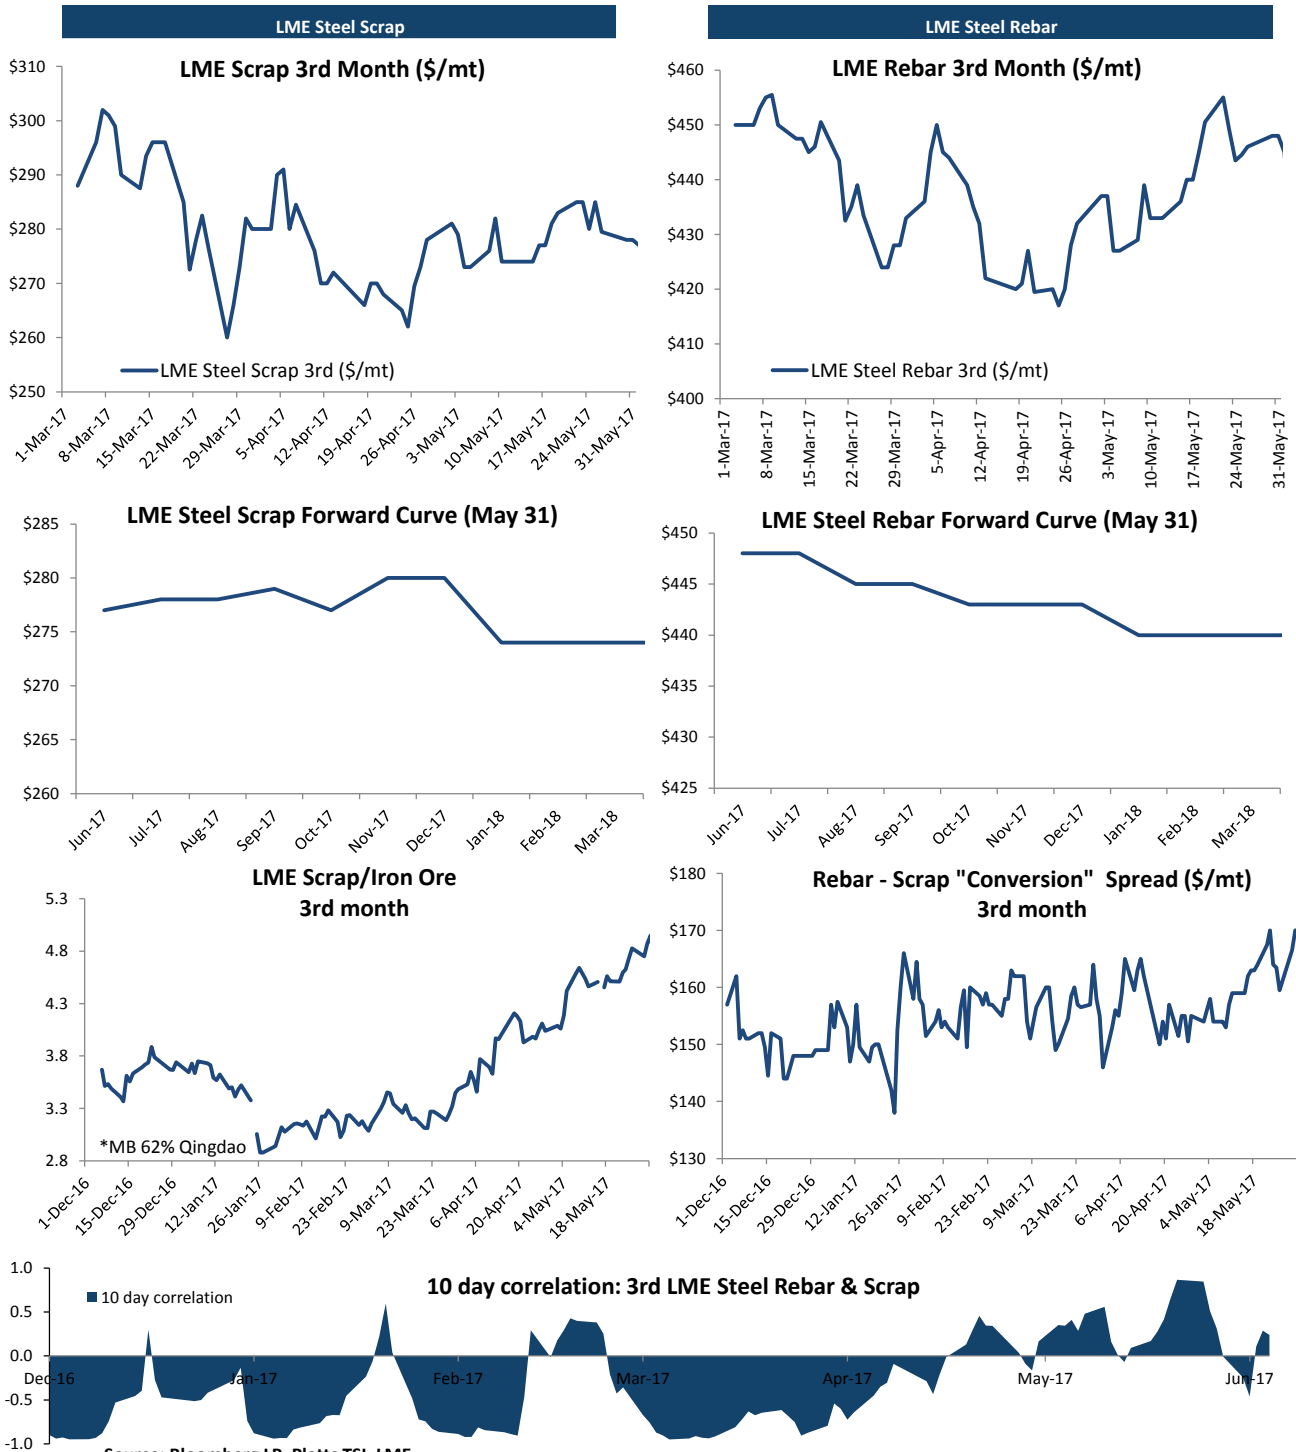 LME Steel Scrap
LME Steel Rebar
LME Scrap 3rd Month ($/mt)
$310
$300
$290
$280
$270
$260
$250
LME Steel Scrap 3rd ($/mt)
1-Mar-17
8-Mar-17
15-Mar-17
22-Mar-17
29-Mar-17
5-Apr-17
12-Apr-17
19-Apr-17
26-Apr-17
3-May-17
10-May-17
17-May-17
24-May-17
31-May-17
LME Rebar 3rd Month ($/mt)
$460
$450
$440
$430
$420
$410
$400
LME Steel Rebar 3rd ($/mt)
1-Mar-17
8-Mar-17
15-Mar-17
22-Mar-17
29-Mar-17
5-Apr-17
12-Apr-17
19-Apr-17
26-Apr-17
3-May-17
10-May-17
17-May-17
24-May-17
31-May-17
LME Steel Scrap Forward Curve (May 31)
$285
$280
$275
$270
$265
$260
Jun-17
Jul-17
Aug-17
Sep-17
Oct-17
Nov-17
Dec-17
Jan-18
Feb-18
Mar-18
LME Steel Rebar Forward Curve (May 31)
$450
$445
$440
$435
$430
$425
Jun-17
Jul-17
Aug-17
Sep-17
Oct-17
Nov-17
Dec-17
Jan-18
Feb-18
Mar-18
LME Scrap/Iron Ore
3rd month
5.3
4.8
4.3
3.8
3.3
2.8
*MB 62% Qingdao
1-Dec-16
15-Dec-16
29-Dec-16
12-Jan-17
26-Jan-17
9-Feb-17
23-Feb-17
9-Mar-17
23-Mar-17
6-Apr-17
20-Apr-17
4-May-17
18-May-17
Rebar - Scrap "Conversion" Spread ($/mt)
3rd month
$180
$170
$160
$150
$140
$130
1-Dec-16
15-Dec-16
29-Dec-16
12-Jan-17
26-Jan-17
9-Feb-17
23-Feb-17
9-Mar-17
23-Mar-17
6-Apr-17
20-Apr-17
4-May-17
18-May-17
10 day correlation: 3rd LME Steel Rebar & Scrap
10 day correlation
1.0
0.5
0.0
-0.5
-1.0
Dec-16
Jan-17
Feb-17
Mar-17
Apr-17
May-17
Jun-17
Source: Bloomberg LP, Platts TSI, LME